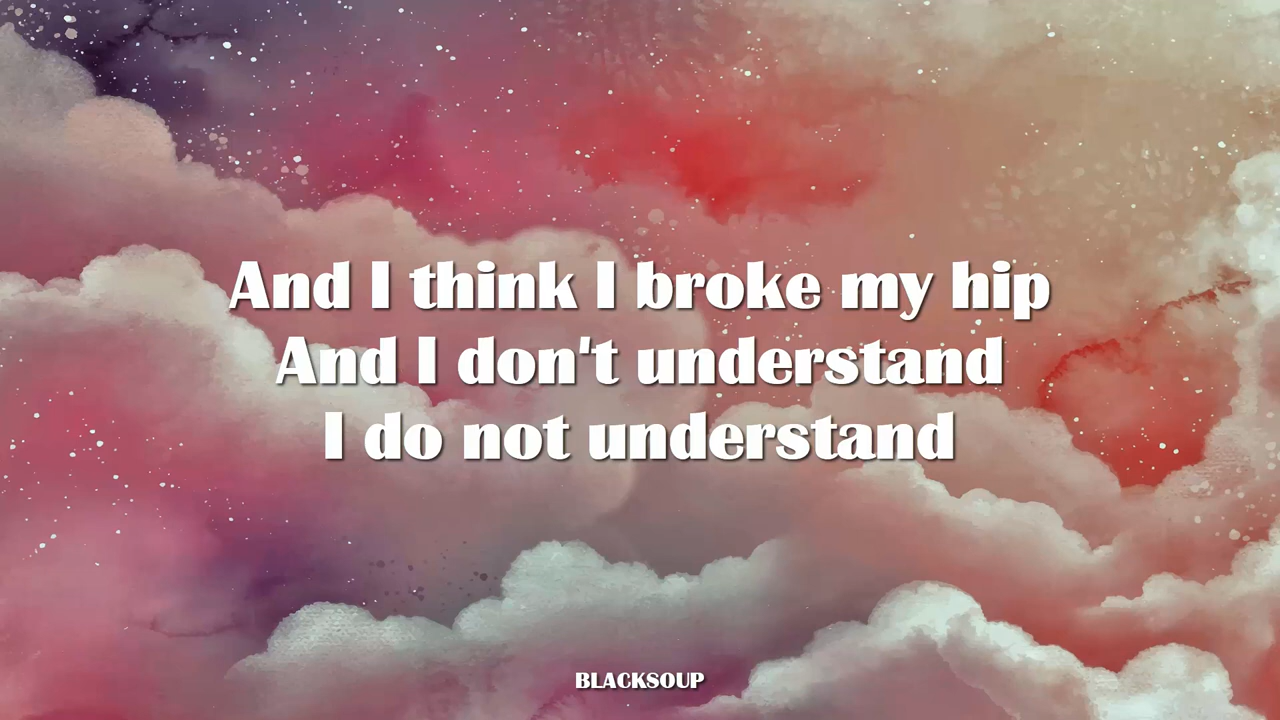 And I think I broke my hip
And I don't understand
I do not understand
BLACKSOUP